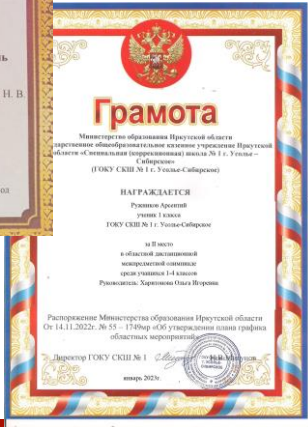 Н. В.
Грамота
Министерство образования Иркутской области
дарственное общеобразовательное казенное учреждение Иркутской
области «Специальная (коррекционная) школа № 1 г. Усолье –
Сибирское»
(ГОКУ СКШ № 1 г. Усолье-Сибирское)
НАГРАЖДАЕТСЯ
Ружников Арсентий
ученик 1 класса
ГОКУ СКШ № 1 г. Усолье-Сибирское
за II место
в областной дистанционной
межпредметной олимпиаде
среди учащихся 1-4 классов
Руководитель: Харитонова Ольга Игоревна
Распоряжение Министерства образования Иркутской области
От 14.11.2022г. № 55 – 1749мр «Об утверждении плана графика
областных мероприятий»
Директор ГОКУ СКШ № 1
январь 2023г.